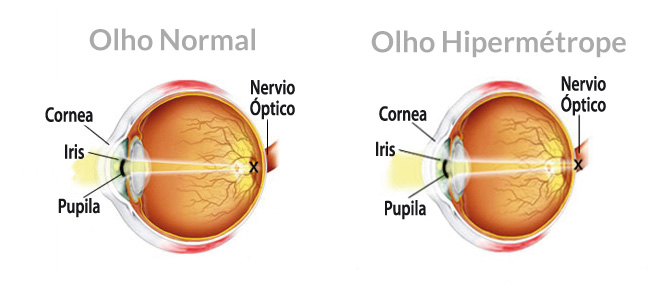 Olho Normal
Nervio
Óptico
Cornea
Iris
Pupila
x
Olho Hipermétrope
Nervio
Óptico
Cornea
Iris
Pupila
x